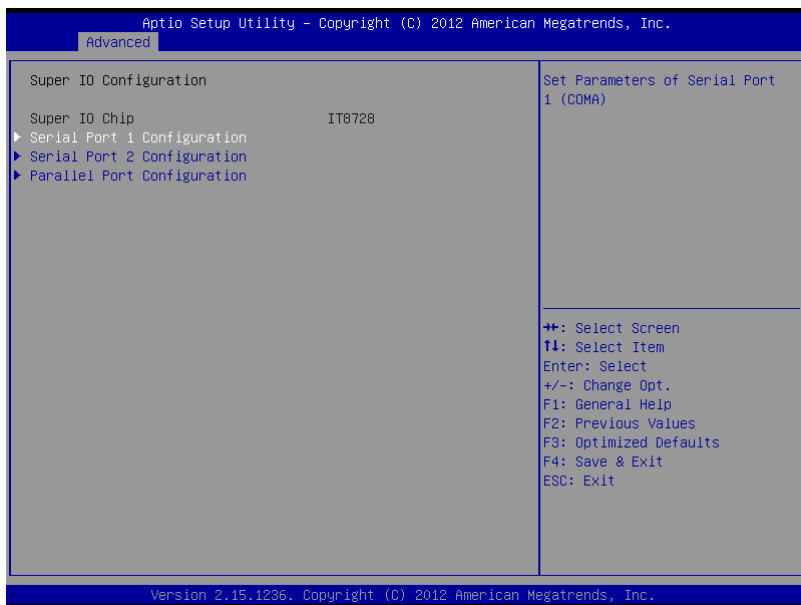 Aptio Setup Utility – Copyright (C) 2012 American Megatrends, Inc.
Advanced
Super IO Configuration
Super IO Chip IT8728
Serial Port 1 Configuration
Serial Port 2 Configuration
Parallel Port Configuration
Set Parameters of Serial Port
1 (COMA)
→←: Select Screen
↑↓: Select Item
Enter: Select
+/-: Change Opt.
F1: General Help
F2: Previous Values
F3: Optimized Defaults
F4: Save & Exit
ESC: Exit
Version 2.15.1236. Copyright (C) 2012 American Megatrends, Inc.